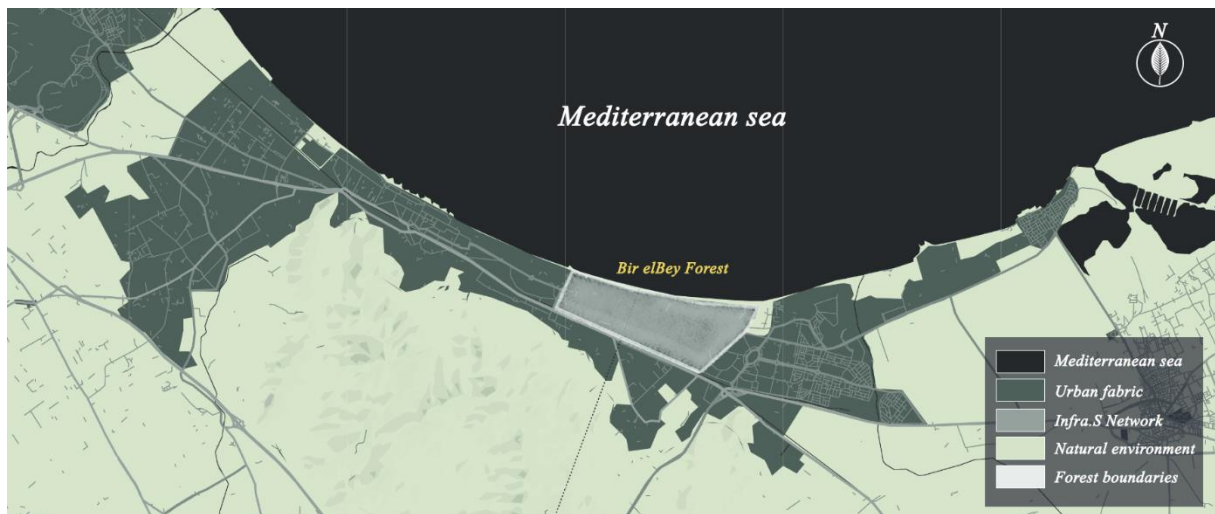 N
Mediterranean sea
Bir elBey Forest
Mediterranean sea
Urban fabric
Infra.S Network
Natural environment
Forest boundaries